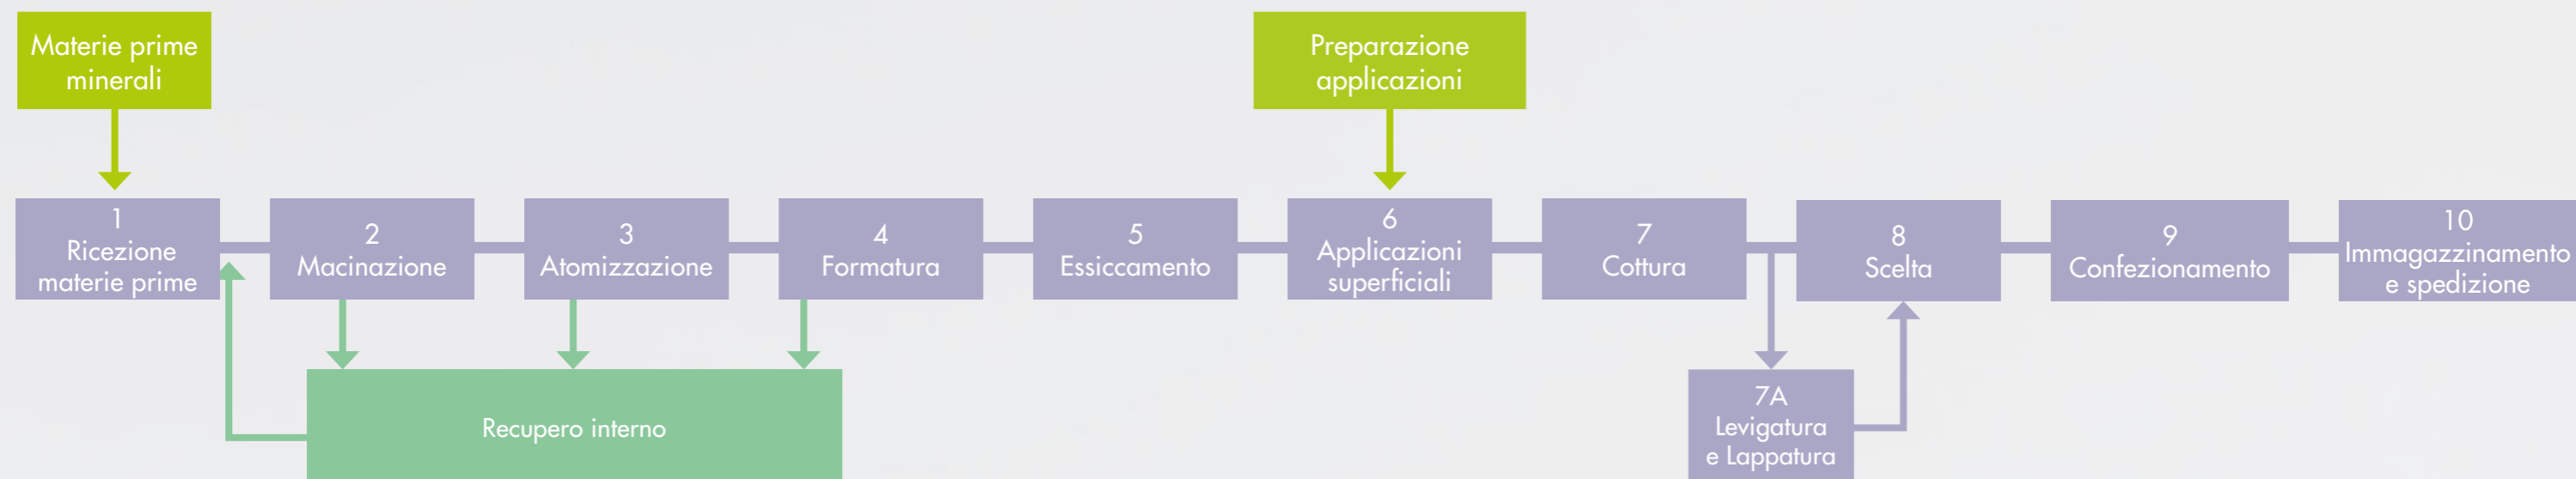 Materie prime
minerali
Preparazione
applicazioni
1
Ricezione
materie prime
2
Macinazione
3
Atomizzazione
4
Formatura
5
Essiccamento
6
Applicazioni
superficiali
7
Cottura
8
Scelta
9
Confezionamento
10
Immagazzinamento
e spedizione
Recupero interno
7A
Levigatura
e Lappatura